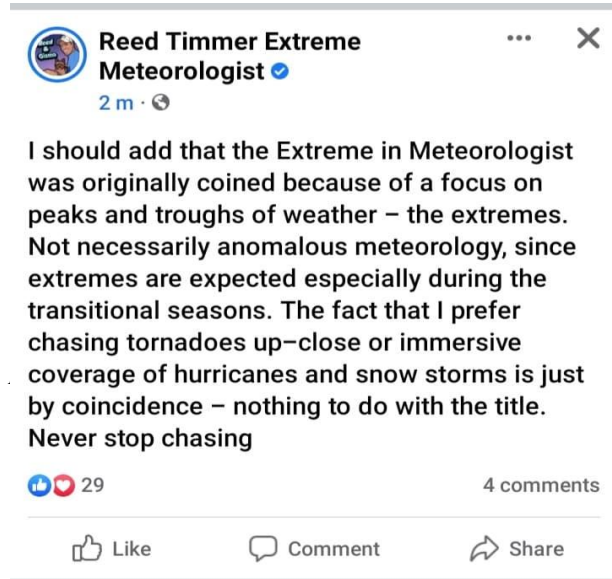 Reed Timmer Extreme
Meteorologist
2 m ·
I should add that the Extreme in Meteorologist
was originally coined because of a focus on
peaks and troughs of weather – the extremes.
Not necessarily anomalous meteorology, since
extremes are expected especially during the
transitional seasons. The fact that I prefer
chasing tornadoes up–close or immersive
coverage of hurricanes and snow storms is just
by coincidence – nothing to do with the title.
Never stop chasing
29 4 comments
Like Comment Share